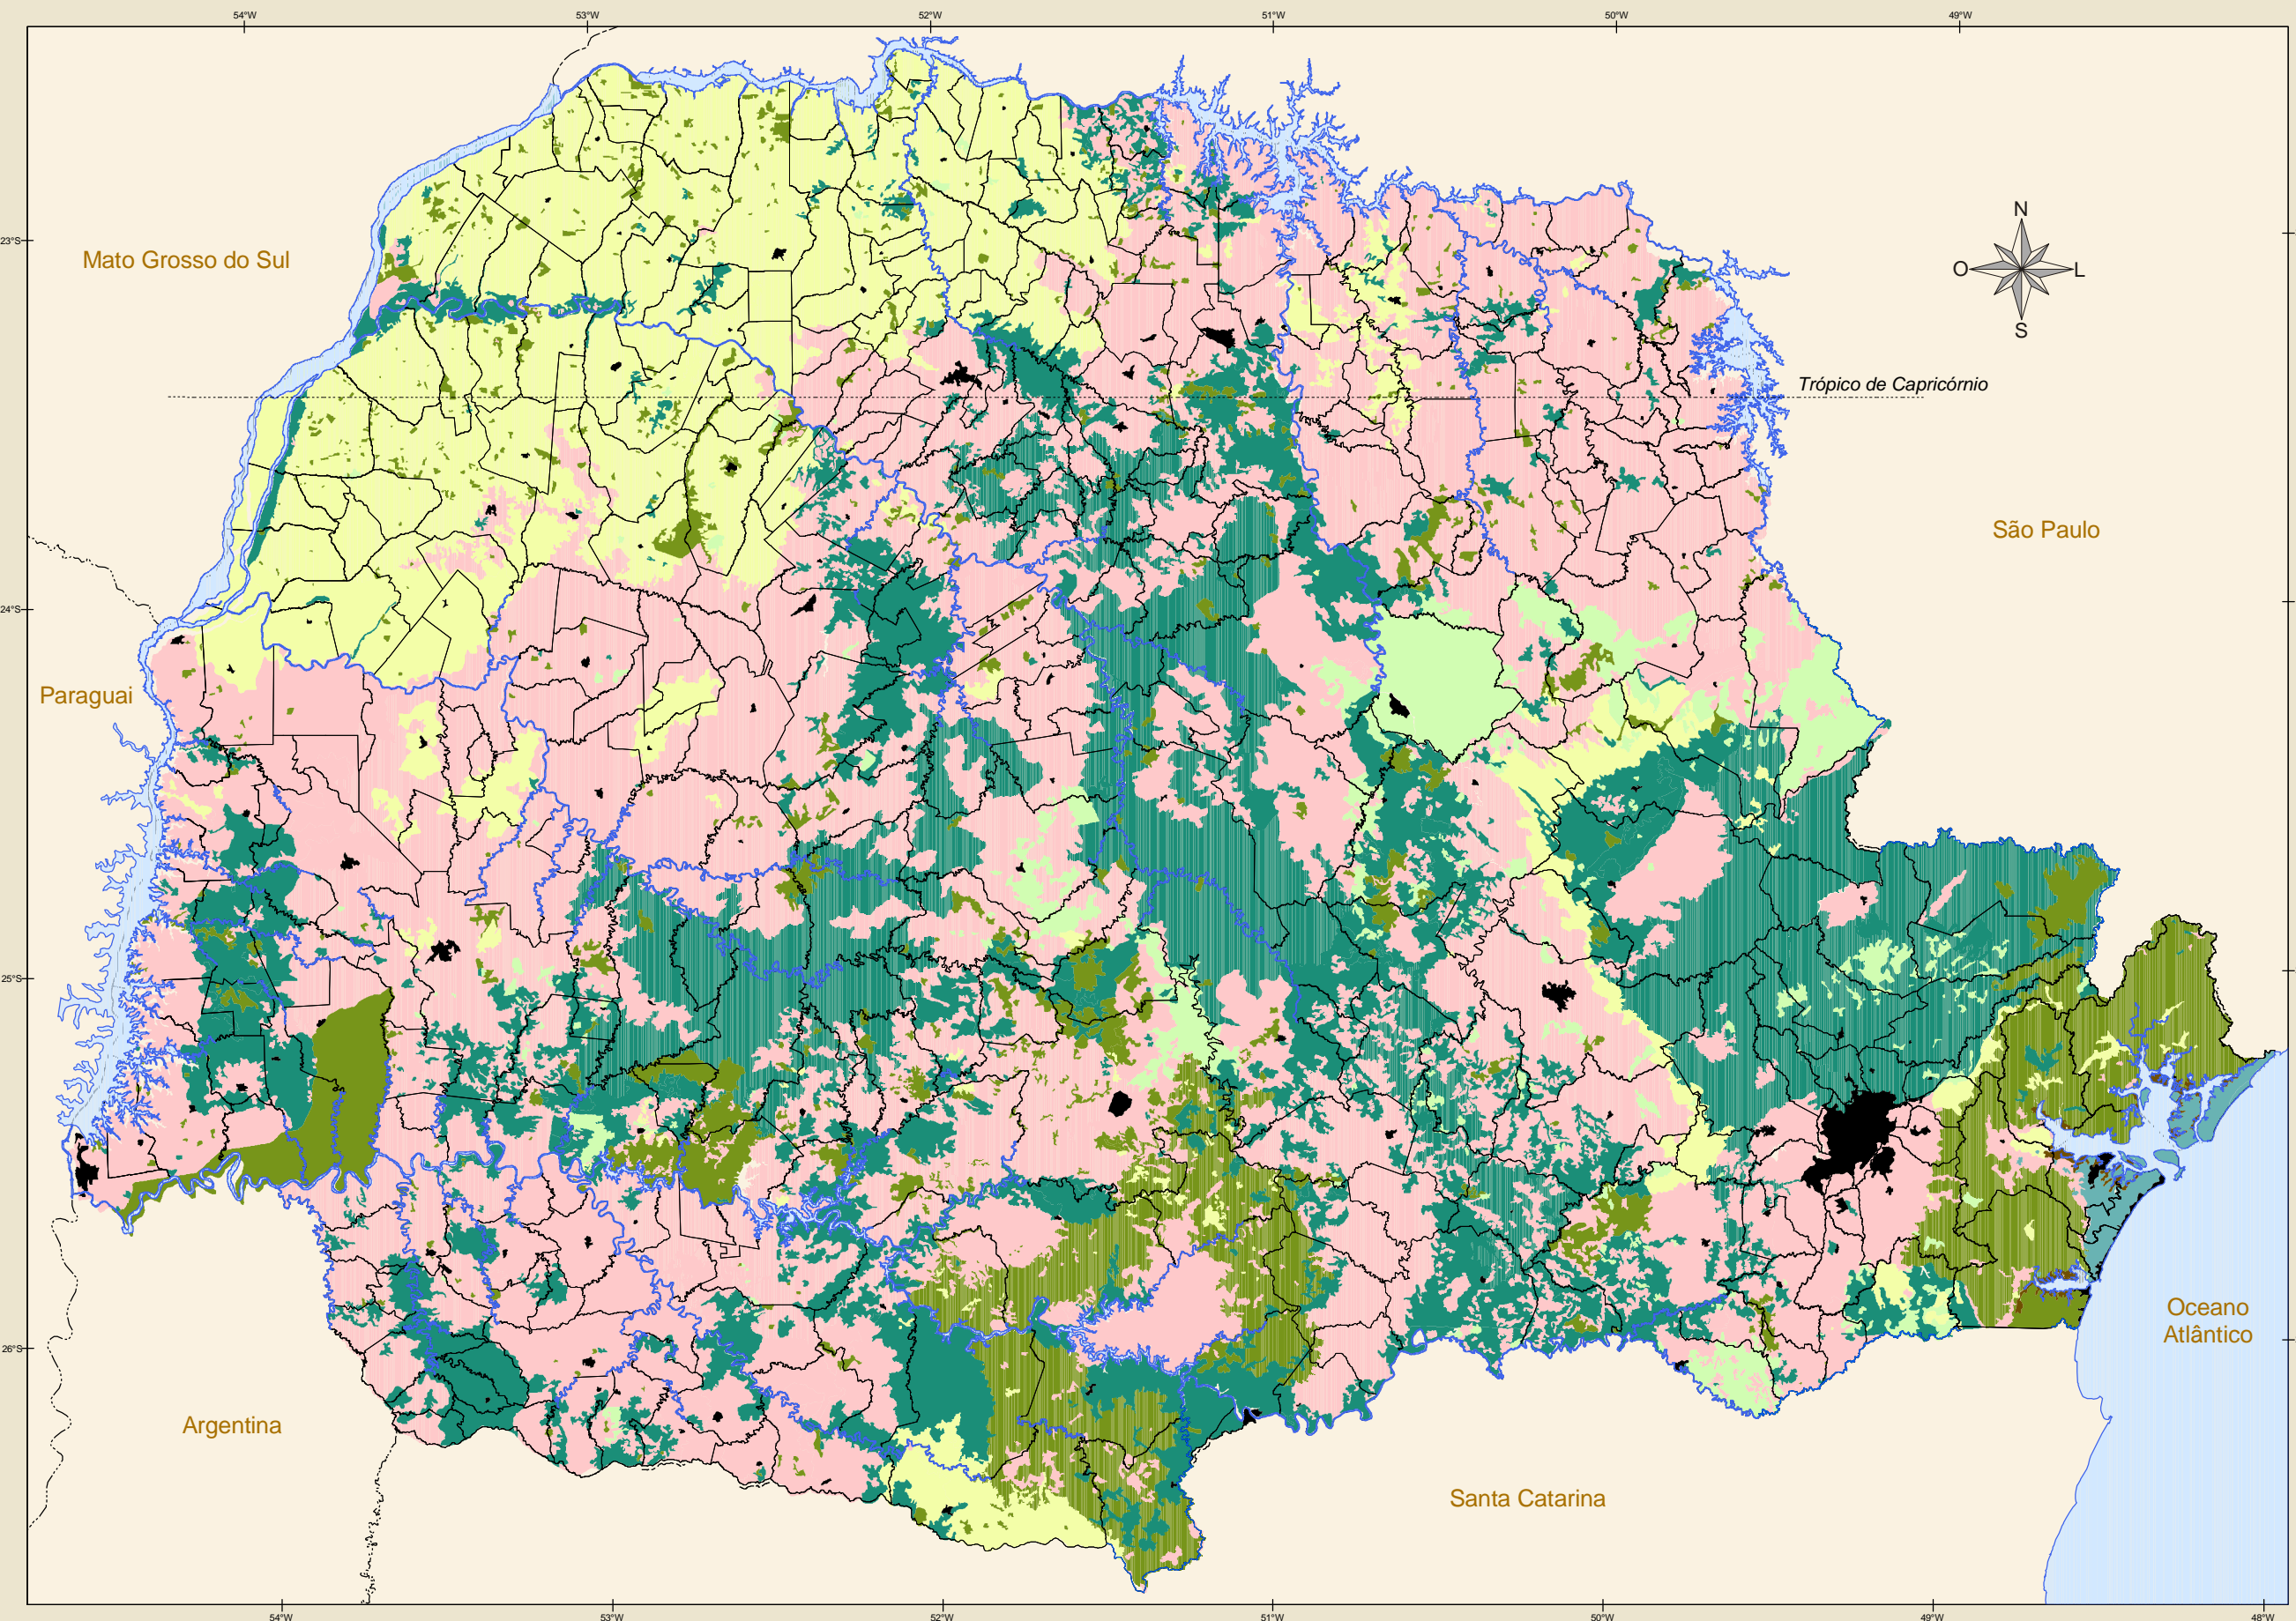 54°W
53°W
52°W
51°W
50°W
49°W
N
23°S
Mato Grosso do Sul
O
L
S
Trópico de Capricórnio
São Paulo
24°S
Paraguai
25°S
Oceano
Atlântico
26°S
Argentina
Santa Catarina
54°W
53°W
52°W
51°W
50°W
49°W
48°W